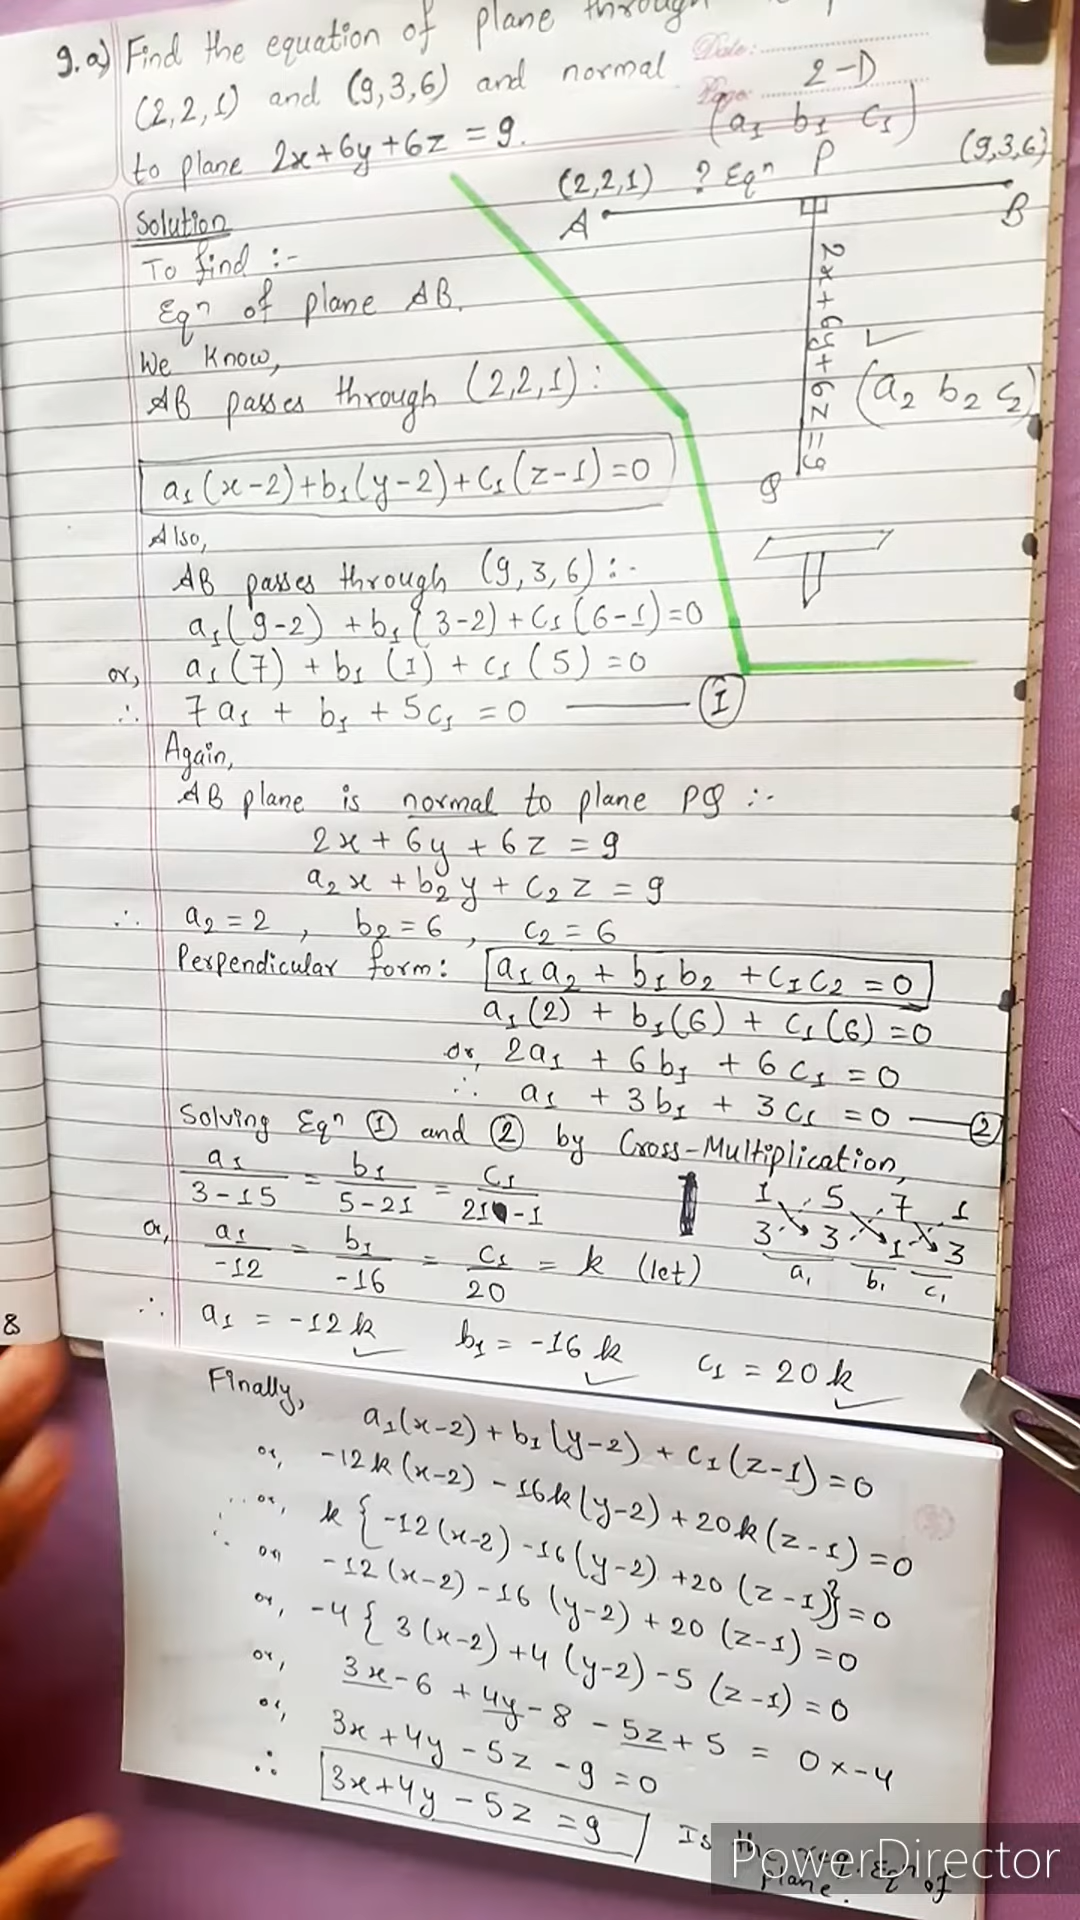 9.a) Find the equation of plane through
(2,2,1) and (9,3,6) and normal
to plane 2x+6y+6z = 9.
Date:
Page:
2-D
(a₁ b₁ c₁)
(2,2,1) ? Eqⁿ P (9,3,6)
A B
2x+6y+6z=9
(a₂ b₂ c₂)
Q
Solution
To find :-
Eqⁿ of plane AB.
We Know,
AB passes through (2,2,1) :
a₁(x-2)+b₁(y-2)+c₁(z-1)=0
Also,
AB passes through (9,3,6) :-
a₁(9-2) + b₁(3-2) + c₁(6-1)=0
or, a₁(7) + b₁(1) + c₁(5) = 0
∴ 7a₁ + b₁ + 5c₁ = 0 —— (I)
Again,
AB plane is normal to plane PQ :-
2x + 6y + 6z = 9
a₂x + b₂y + c₂z = 9
∴ a₂ = 2 , b₂ = 6 , c₂ = 6
Perpendicular form: a₁a₂ + b₁b₂ + c₁c₂ = 0
a₁(2) + b₁(6) + c₁(6) = 0
or, 2a₁ + 6b₁ + 6c₁ = 0
∴ a₁ + 3b₁ + 3c₁ = 0 —— (2)
Solving Eqⁿ (1) and (2) by Cross-Multiplication,
a₁/(3-15) = b₁/(5-21) = c₁/(21-1)
1 5 7 1
3 3 1 3
a₁ b₁ c₁
or, a₁/-12 = b₁/-16 = c₁/20 = k (let)
∴ a₁ = -12k b₁ = -16k c₁ = 20k
8
Finally,
a₁(x-2) + b₁(y-2) + c₁(z-1) = 0
or, -12k(x-2) - 16k(y-2) + 20k(z-1) = 0
or, k{-12(x-2) -16(y-2) +20(z-1)} = 0
or, -12(x-2) - 16(y-2) + 20(z-1) = 0
or, -4{3(x-2) + 4(y-2) - 5(z-1) = 0
or, 3x-6 + 4y-8 - 5z+5 = 0x-4
or, 3x + 4y - 5z - 9 = 0
∴ 3x+4y - 5z = 9 Is the req. Eqⁿ of
plane.
PowerDirector